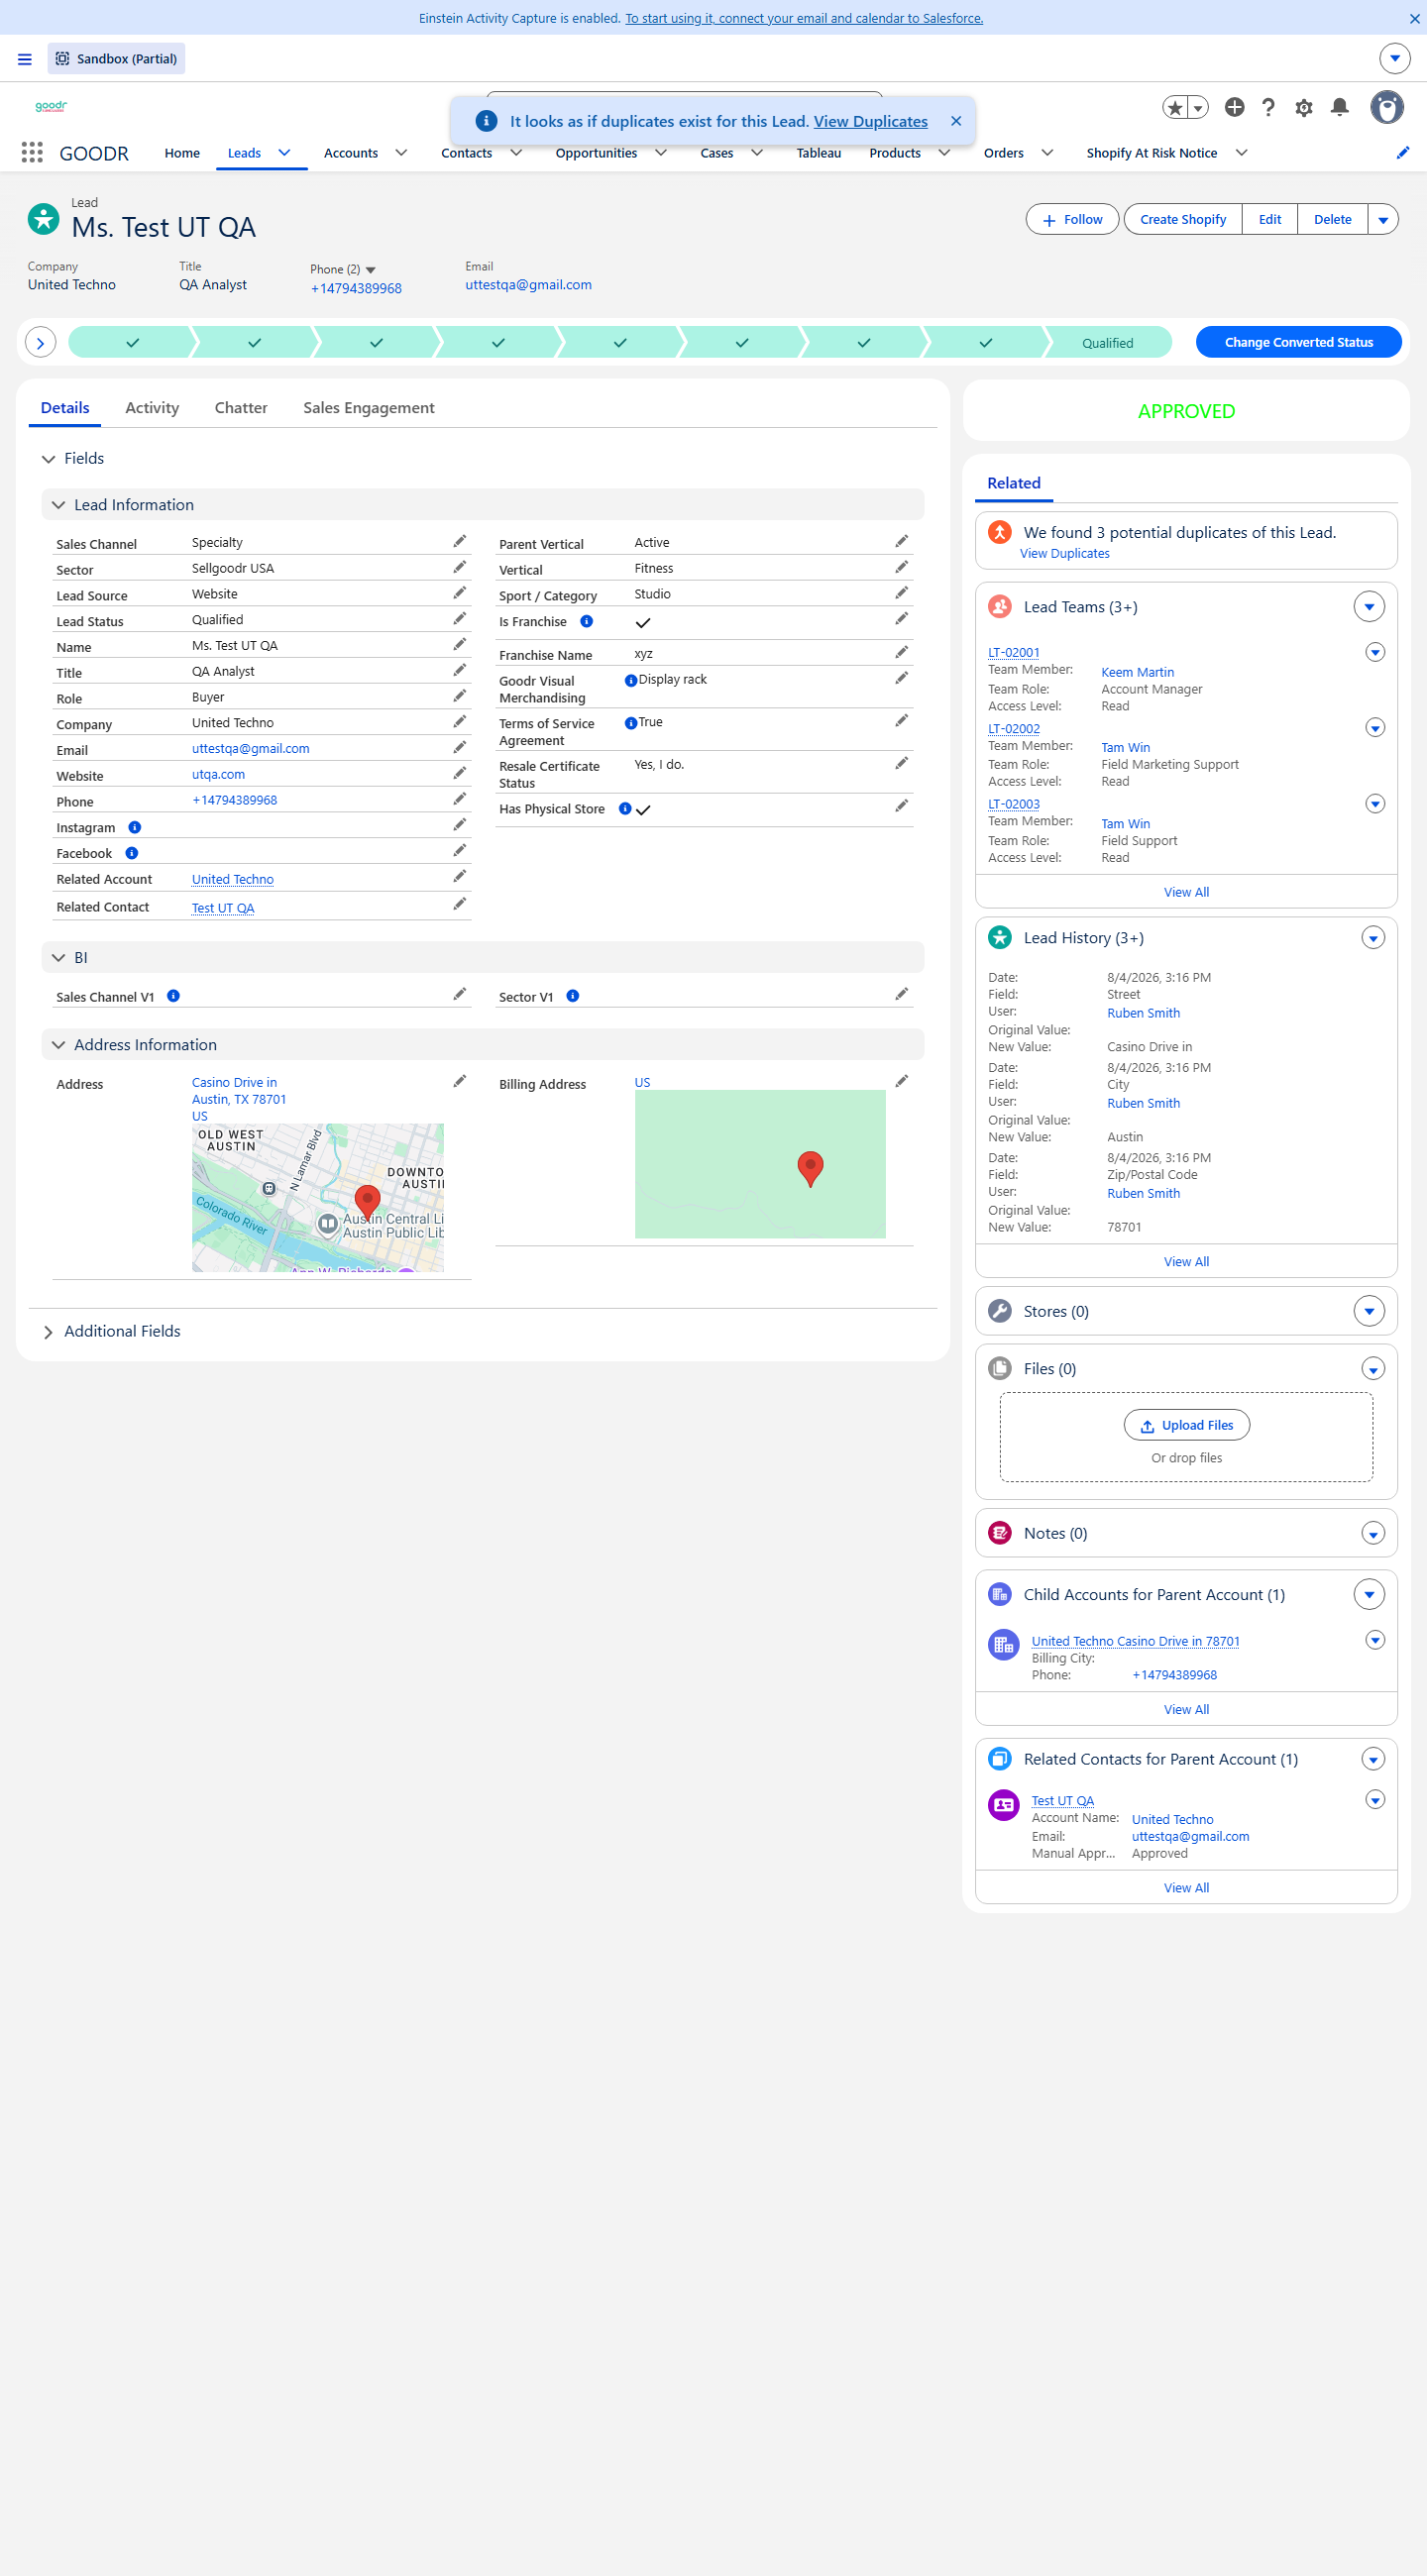 Einstein Activity Capture is enabled. To start using it, connect your email and calendar to Salesforce.
Sandbox (Partial)
goodr
It looks as if duplicates exist for this Lead. View Duplicates
GOODR Home Leads Accounts Contacts Opportunities Cases Tableau Products Orders Shopify At Risk Notice
Lead
Ms. Test UT QA
Follow Create Shopify Edit Delete
Company Title Phone (2) Email
United Techno QA Analyst +14794389968 uttestqa@gmail.com
Qualified Change Converted Status
Details Activity Chatter Sales Engagement
Fields
Lead Information
Sales Channel Specialty
Sector Sellgoodr USA
Lead Source Website
Lead Status Qualified
Name Ms. Test UT QA
Title QA Analyst
Role Buyer
Company United Techno
Email uttestqa@gmail.com
Website utqa.com
Phone +14794389968
Instagram
Facebook
Related Account United Techno
Related Contact Test UT QA
Parent Vertical Active
Vertical Fitness
Sport / Category Studio
Is Franchise
Franchise Name xyz
Goodr Visual Display rack
Merchandising
Terms of Service True
Agreement
Resale Certificate Yes, I do.
Status
Has Physical Store
BI
Sales Channel V1 Sector V1
Address Information
Address Casino Drive in
Austin, TX 78701
US
OLD WEST
AUSTIN
N Lamar Blvd
DOWNTO
AUSTI
Colorado River
Austin Central Li
Austin Public Lib
Billing Address US
Additional Fields
APPROVED
Related
We found 3 potential duplicates of this Lead.
View Duplicates
Lead Teams (3+)
LT-02001
Team Member: Keem Martin
Team Role: Account Manager
Access Level: Read
LT-02002
Team Member: Tam Win
Team Role: Field Marketing Support
Access Level: Read
LT-02003
Team Member: Tam Win
Team Role: Field Support
Access Level: Read
View All
Lead History (3+)
Date: 8/4/2026, 3:16 PM
Field: Street
User: Ruben Smith
Original Value:
New Value: Casino Drive in
Date: 8/4/2026, 3:16 PM
Field: City
User: Ruben Smith
Original Value:
New Value: Austin
Date: 8/4/2026, 3:16 PM
Field: Zip/Postal Code
User: Ruben Smith
Original Value:
New Value: 78701
View All
Stores (0)
Files (0)
Upload Files
Or drop files
Notes (0)
Child Accounts for Parent Account (1)
United Techno Casino Drive in 78701
Billing City:
Phone: +14794389968
View All
Related Contacts for Parent Account (1)
Test UT QA
Account Name: United Techno
Email: uttestqa@gmail.com
Manual Appr... Approved
View All